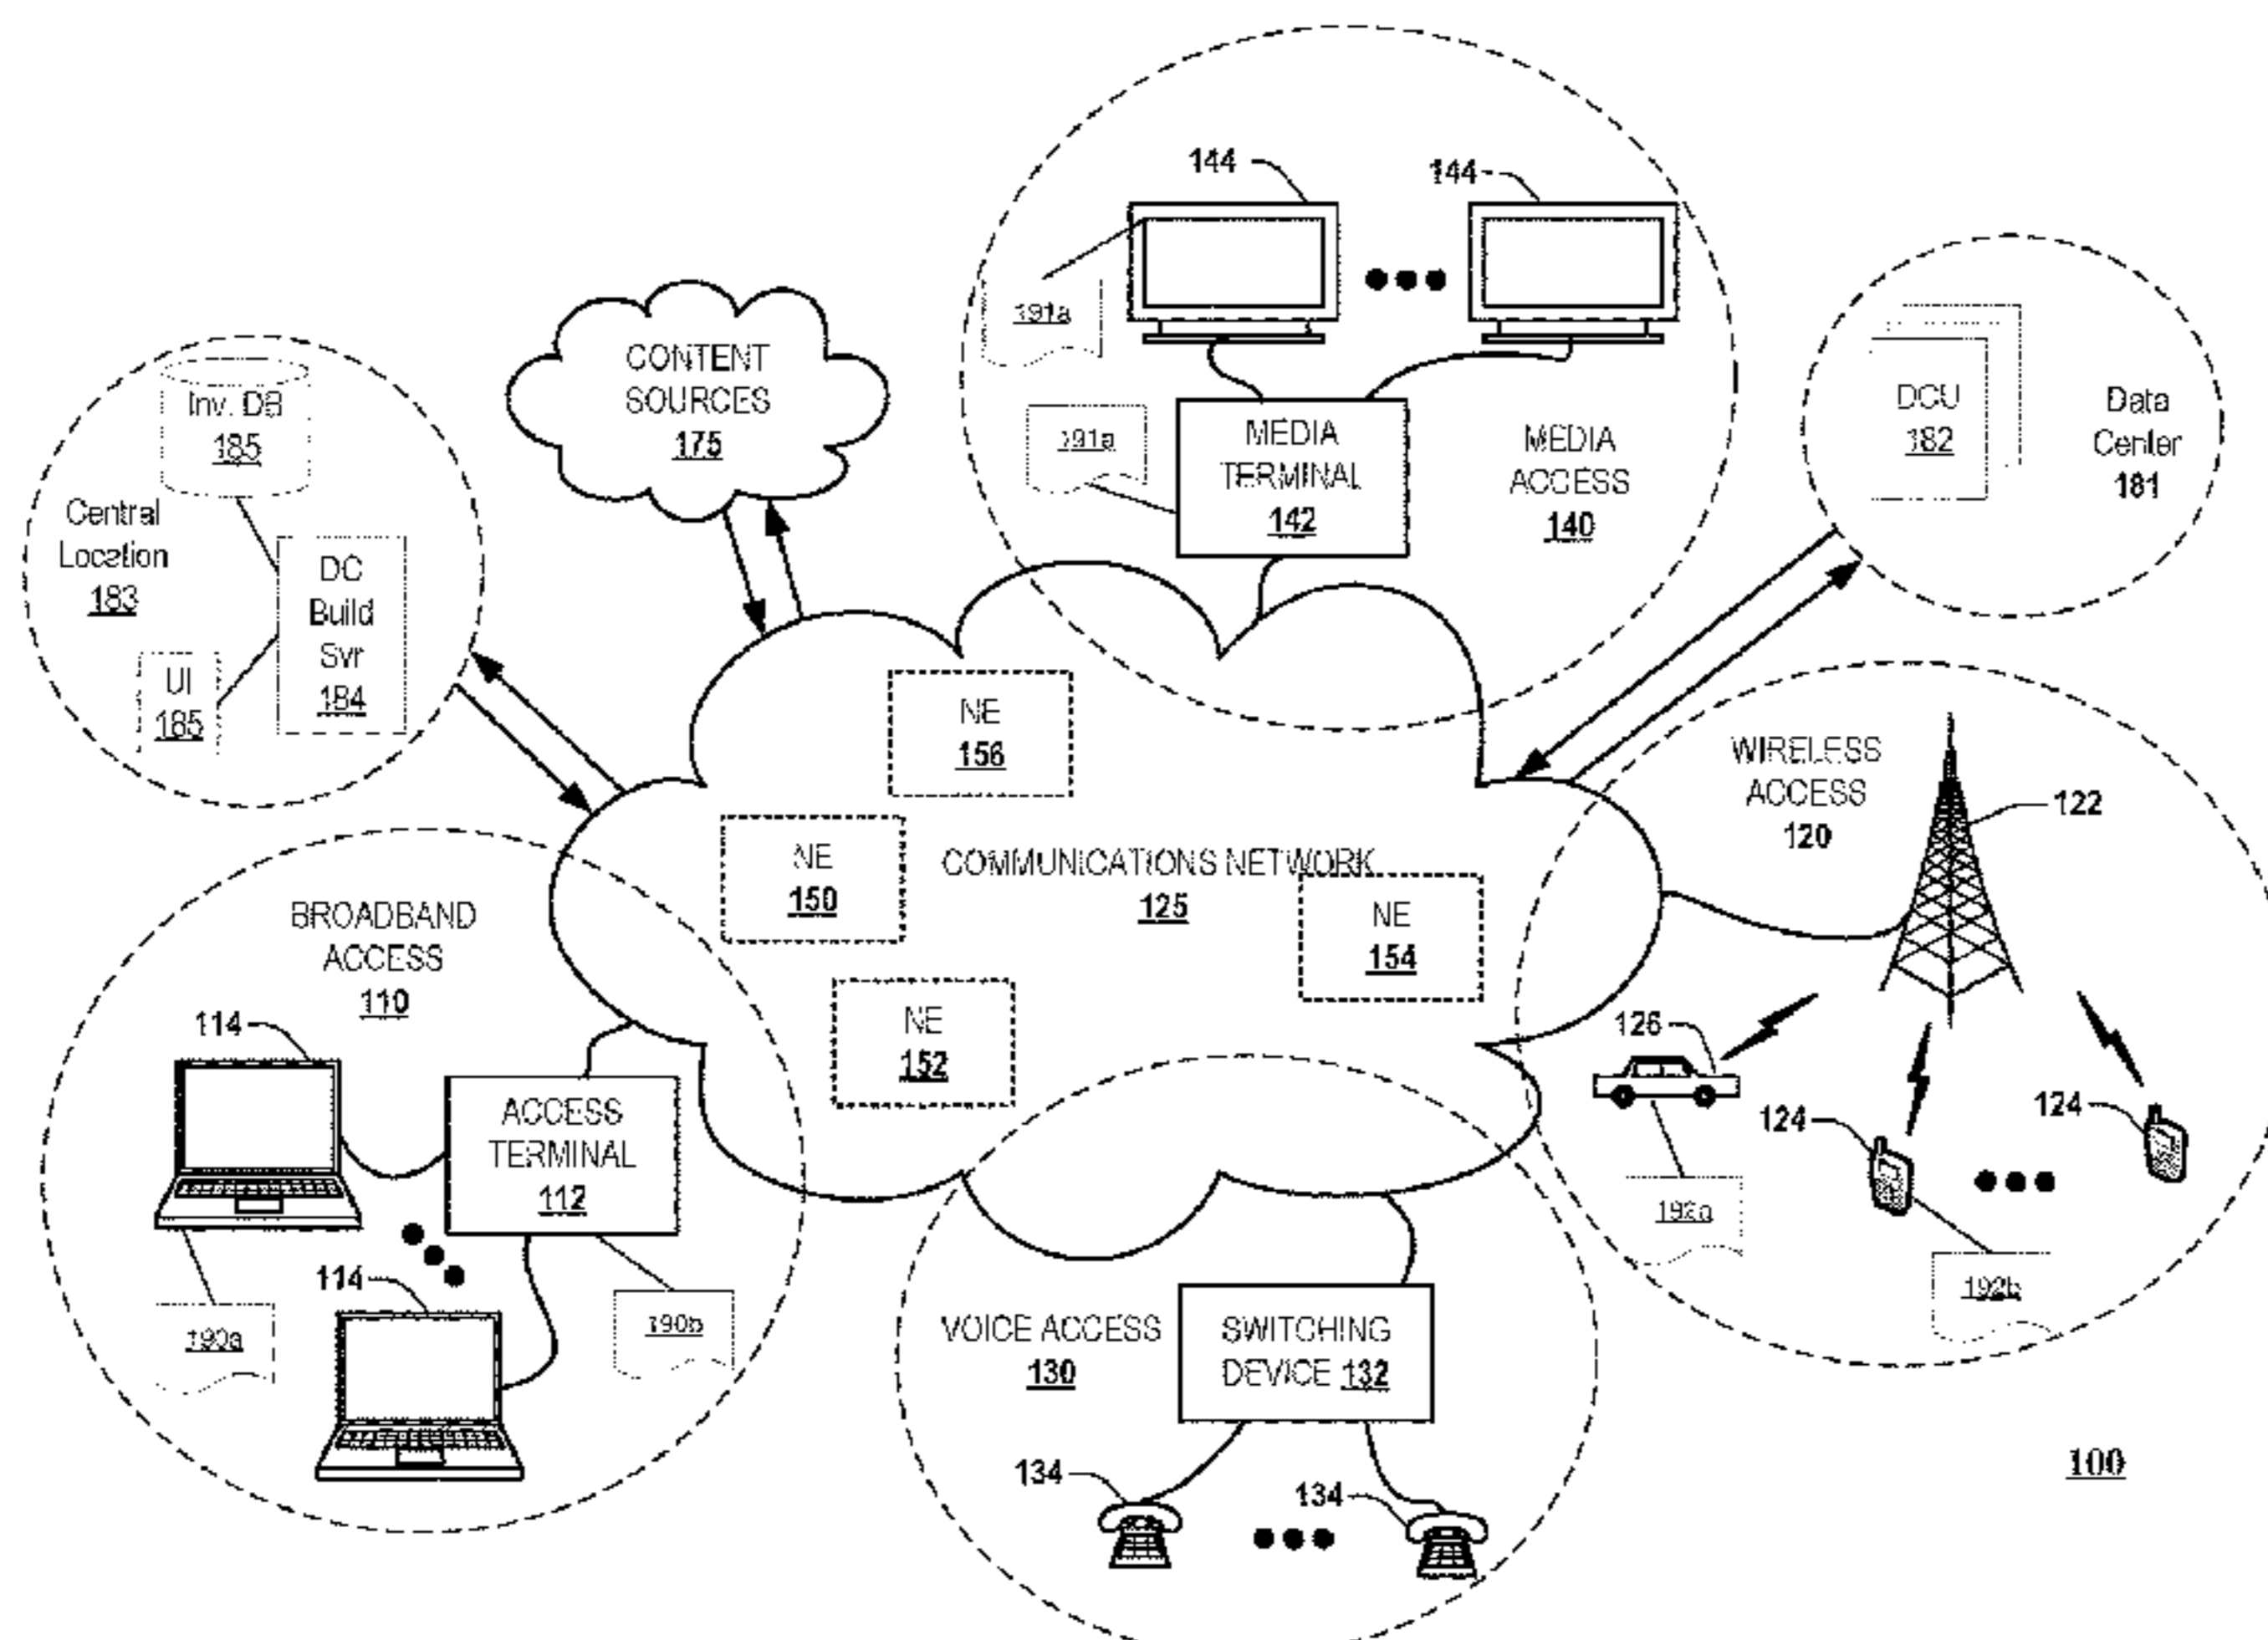 144
144
191a
CONTENT
SOURCES
175
Inv. DB
185
Central
Location
183
DC
Build
Svr
184
UI
185
191a
MEDIA
TERMINAL
142
MEDIA
ACCESS
140
DCU
182
Data
Center
181
NE
156
WIRELESS
ACCESS
120
122
NE
150
COMMUNICATIONS NETWORK
125
NE
154
NE
152
BROADBAND
ACCESS
110
114
ACCESS
TERMINAL
112
114
190a
190b
126
124
124
192a
192b
VOICE ACCESS
130
SWITCHING
DEVICE 132
134
134
100